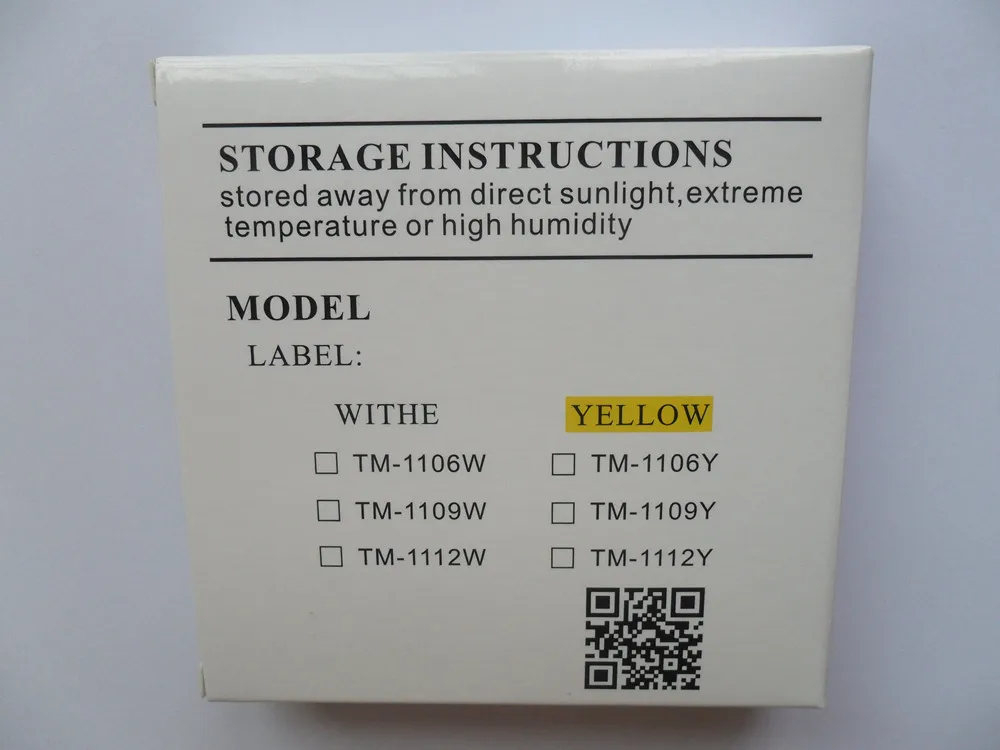 STORAGE INSTRUCTIONS
stored away from direct sunlight,extreme
temperature or high humidity
MODEL
LABEL:
WITHE YELLOW
☐ TM-1106W ☐ TM-1106Y
☐ TM-1109W ☐ TM-1109Y
☐ TM-1112W ☐ TM-1112Y